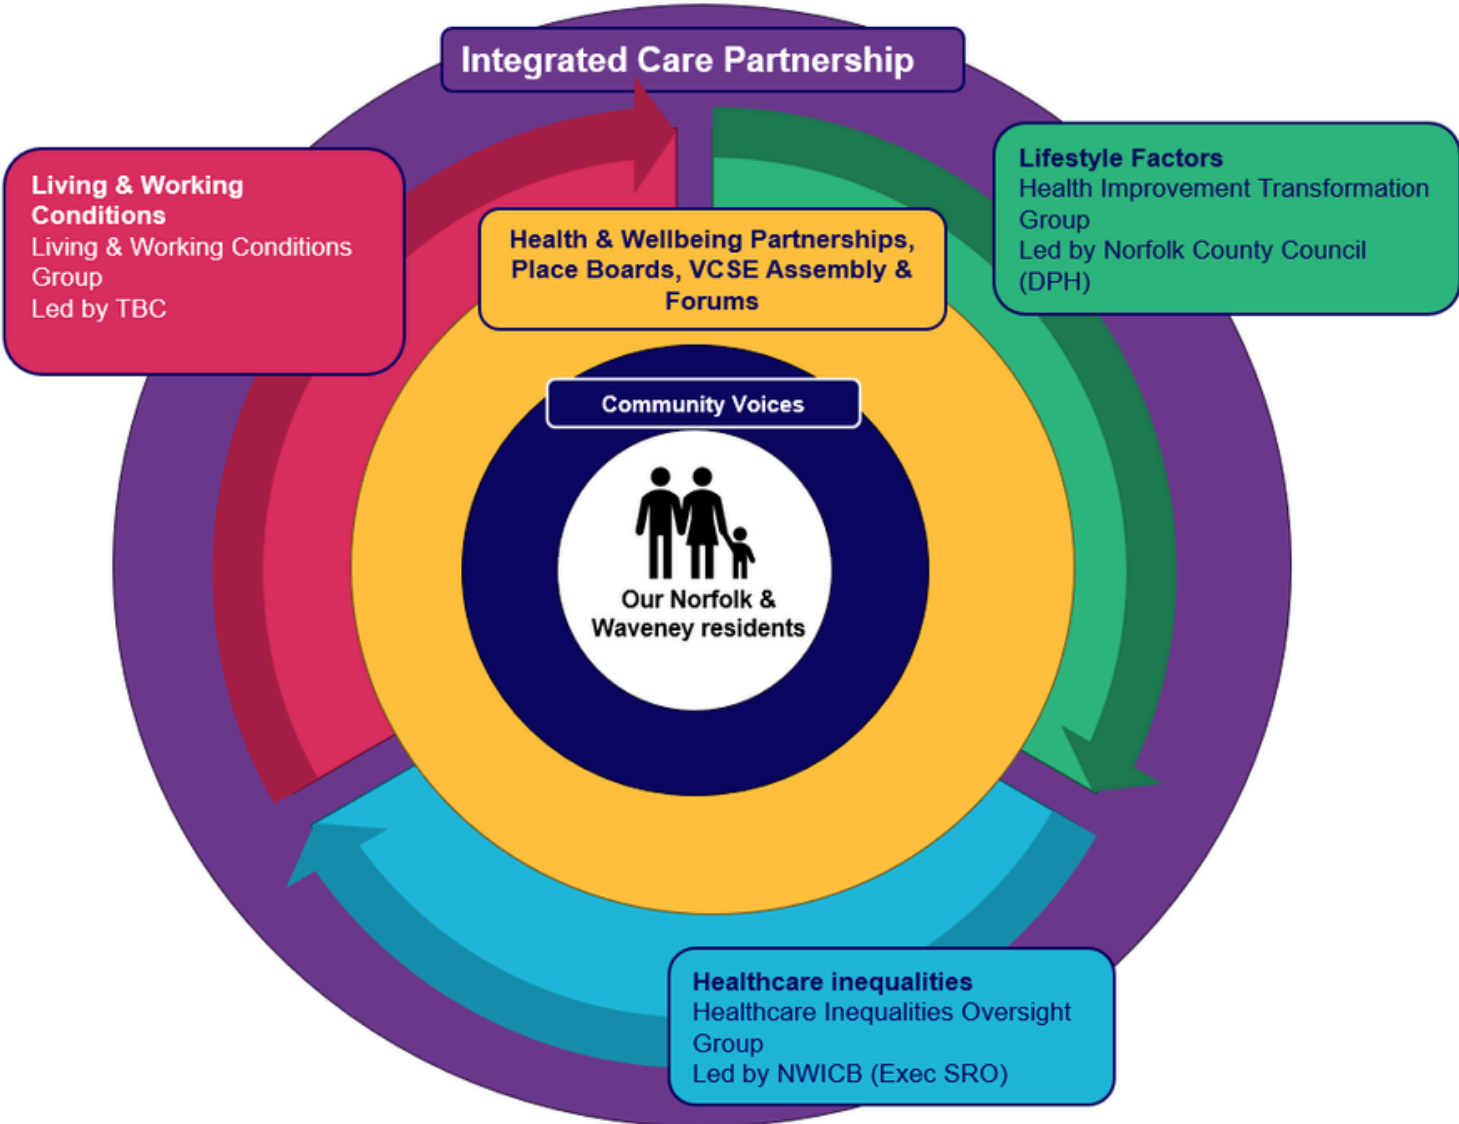 Integrated Care Partnership
Living & Working
Conditions
Living & Working Conditions
Group
Led by TBC
Lifestyle Factors
Health Improvement Transformation
Group
Led by Norfolk County Council
(DPH)
Health & Wellbeing Partnerships,
Place Boards, VCSE Assembly &
Forums
Community Voices
Our Norfolk &
Waveney residents
Healthcare inequalities
Healthcare Inequalities Oversight
Group
Led by NWICB (Exec SRO)